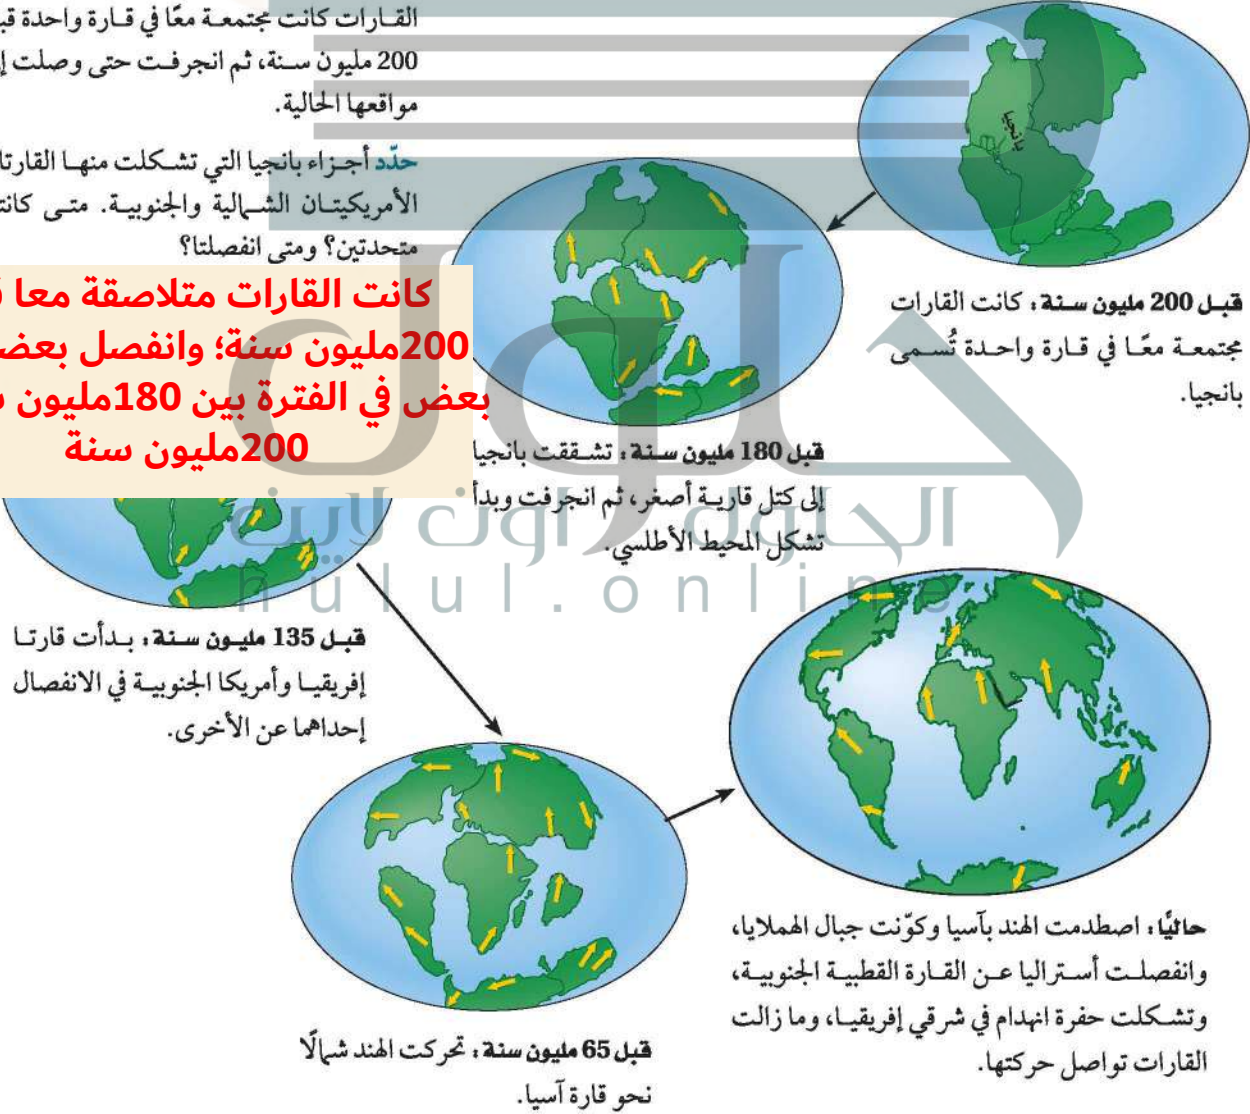 القارات كانت مجتمعة معًا في قارة واحدة
200 مليون سنة، ثم انجرفت حتى وصلت
مواقعها الحالية.
حدّد أجزاء بانجيا التي تشكلت منها
الأمريكيتان الشمالية والجنوبية. متى
متحدتين؟ ومتى انفصلتا؟
كانت القارات متلاصقة معا
200مليون سنة؛ وانفصل
بعض في الفترة بين 180مليون
200مليون سنة
بانجيا
قبل 200 مليون سنة: كانت القارات
مجتمعة معًا في قارة واحدة تُسمى
بانجيا.
قبل 180 مليون سنة: تشققت بانجيا
إلى كتل قارية أصغر، ثم انجرفت وبدأ
تشكل المحيط الأطلسي.
قبل 135 مليون سنة: بدأت قارتا
إفريقيا وأمريكا الجنوبية في الانفصال
إحداهما عن الأخرى.
قبل 65 مليون سنة: تحركت الهند شمالًا
نحو قارة آسيا.
حاليًّا: اصطدمت الهند بآسيا وكوّنت جبال الهملايا،
وانفصلت أستراليا عن القارة القطبية الجنوبية،
وتشكلت حفرة انهدام في شرقي إفريقيا، وما زالت
القارات تواصل حركتها.
حلول
الحلول اون لاين
hulul.online